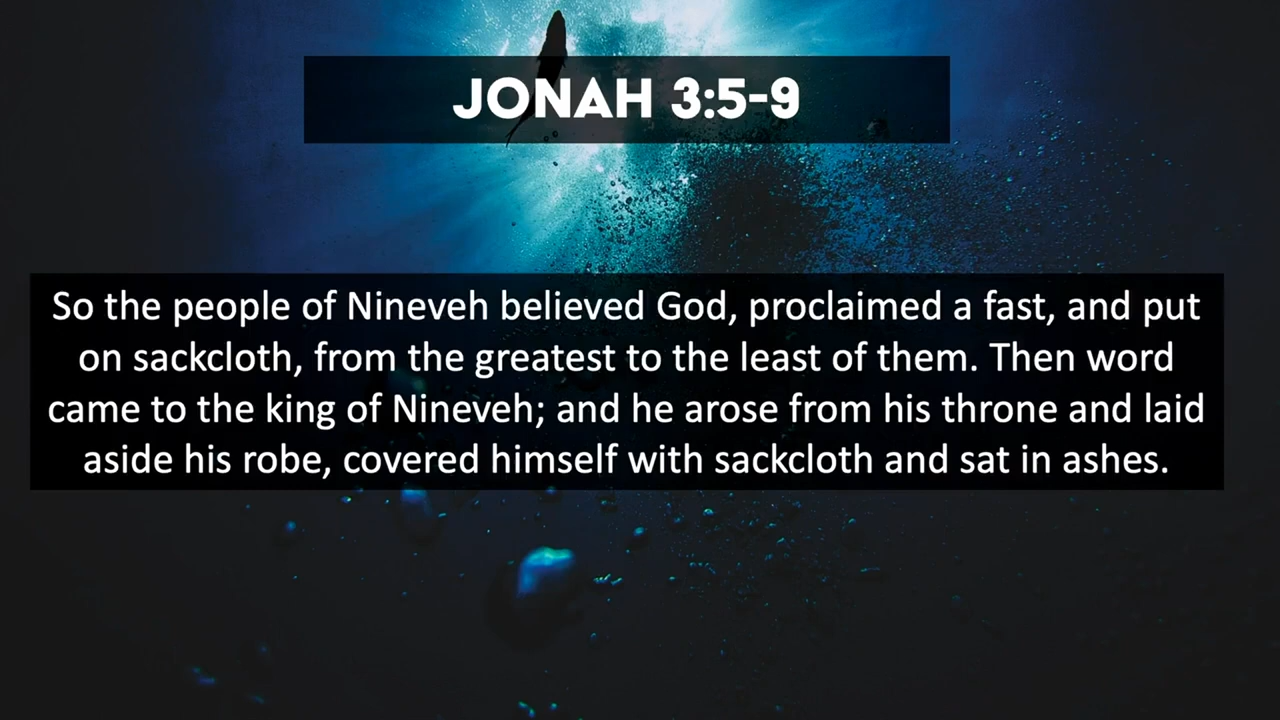 JONAH 3:5-9
So the people of Nineveh believed God, proclaimed a fast, and put
on sackcloth, from the greatest to the least of them. Then word
came to the king of Nineveh; and he arose from his throne and laid
aside his robe, covered himself with sackcloth and sat in ashes.